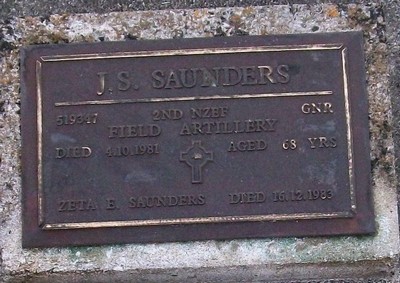 J. S. SAUNDERS
519347 2ND NZEF GNR
FIELD ARTILLERY
DIED 4.10.1981 AGED 68 YRS
ZETA E. SAUNDERS DIED 16.12.1983